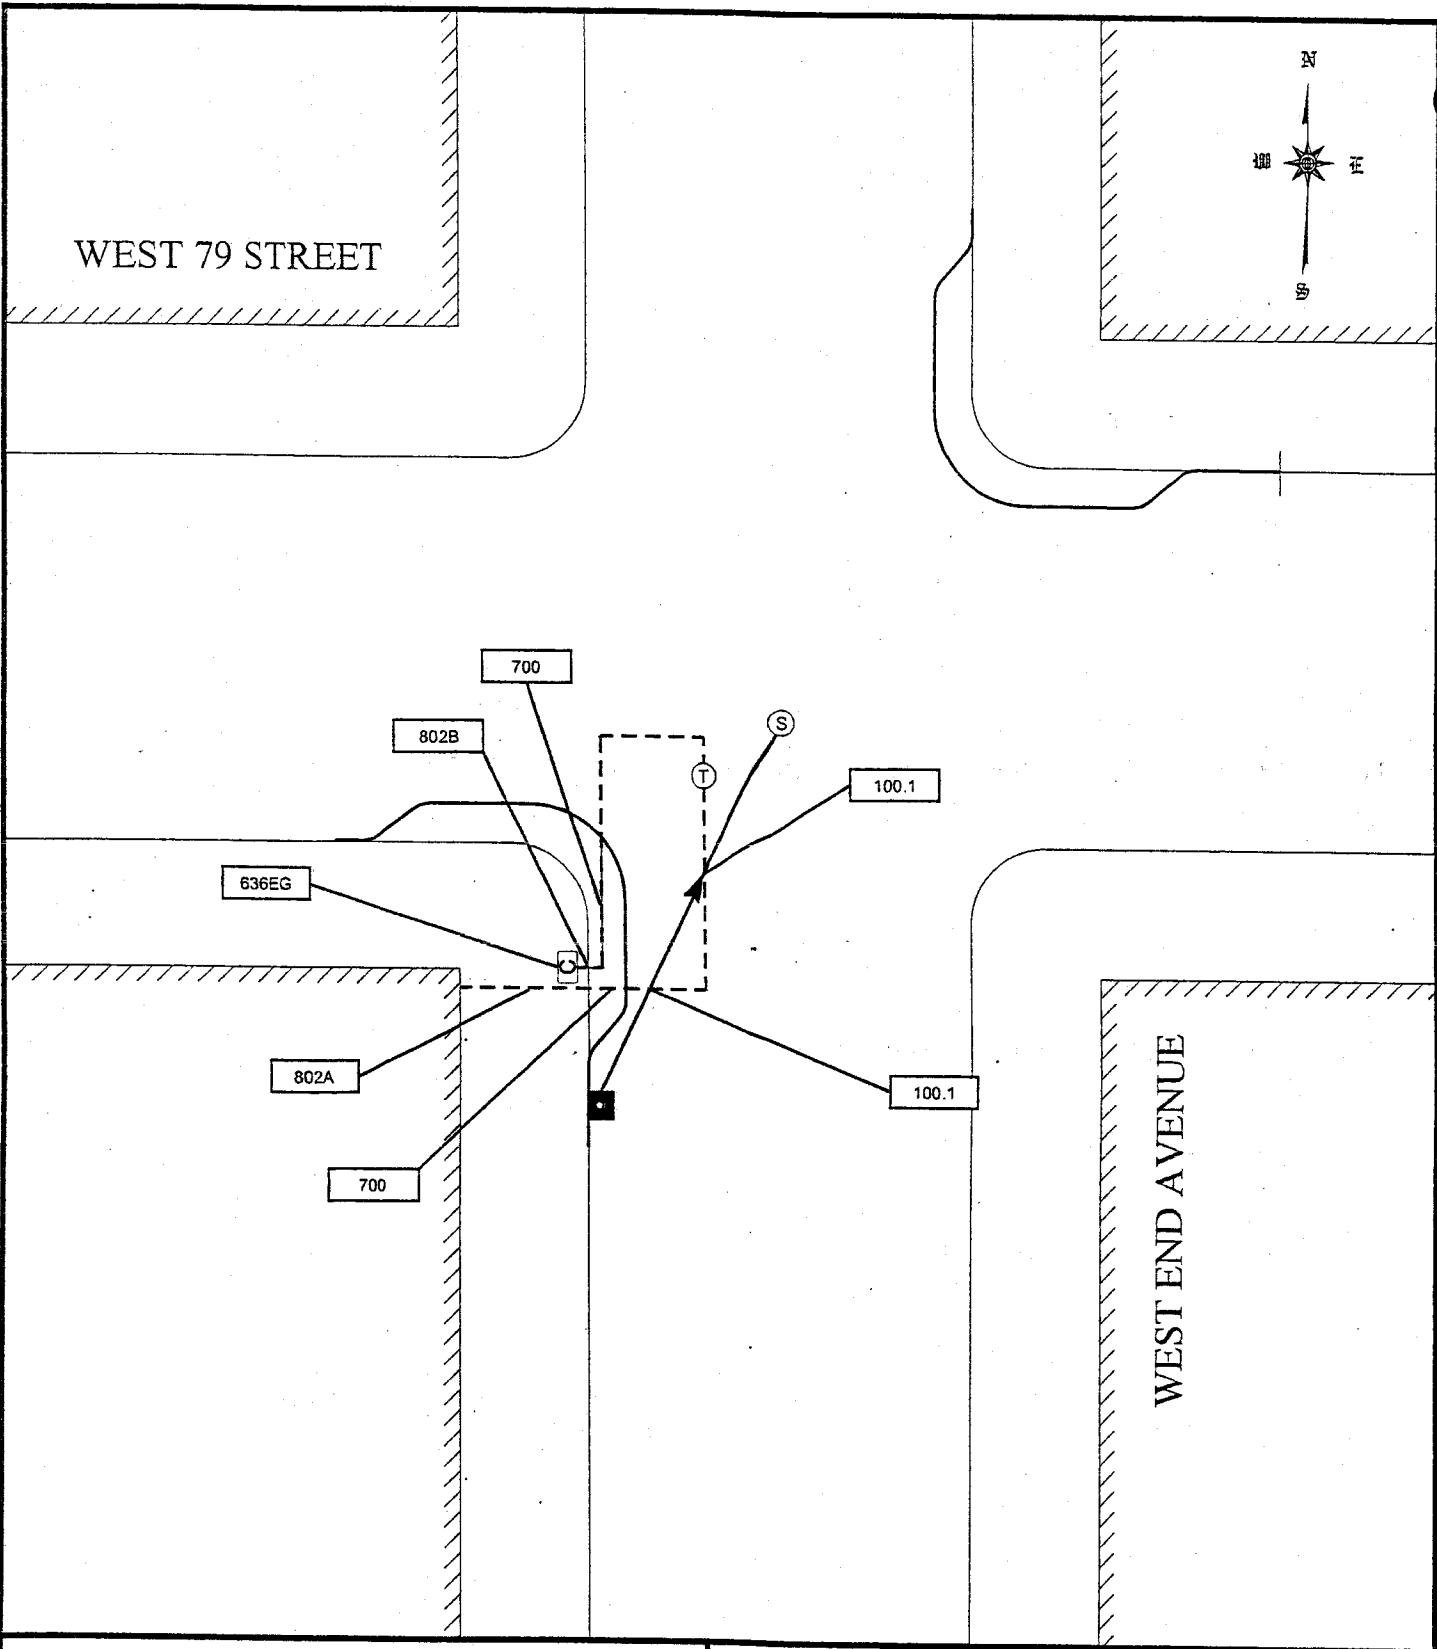 N
W E
S
WEST 79 STREET
700
S
802B
T
100.1
636EG
C
802A
100.1
700
WEST END AVENUE